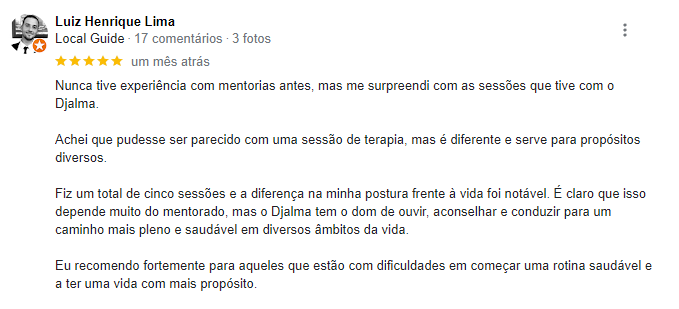 Luiz Henrique Lima
Local Guide · 17 comentários · 3 fotos
um mês atrás
Nunca tive experiência com mentorias antes, mas me surpreendi com as sessões que tive com o
Djalma.
Achei que pudesse ser parecido com uma sessão de terapia, mas é diferente e serve para propósitos
diversos.
Fiz um total de cinco sessões e a diferença na minha postura frente à vida foi notável. É claro que isso
depende muito do mentorado, mas o Djalma tem o dom de ouvir, aconselhar e conduzir para um
caminho mais pleno e saudável em diversos âmbitos da vida.
Eu recomendo fortemente para aqueles que estão com dificuldades em começar uma rotina saudável e
a ter uma vida com mais propósito.